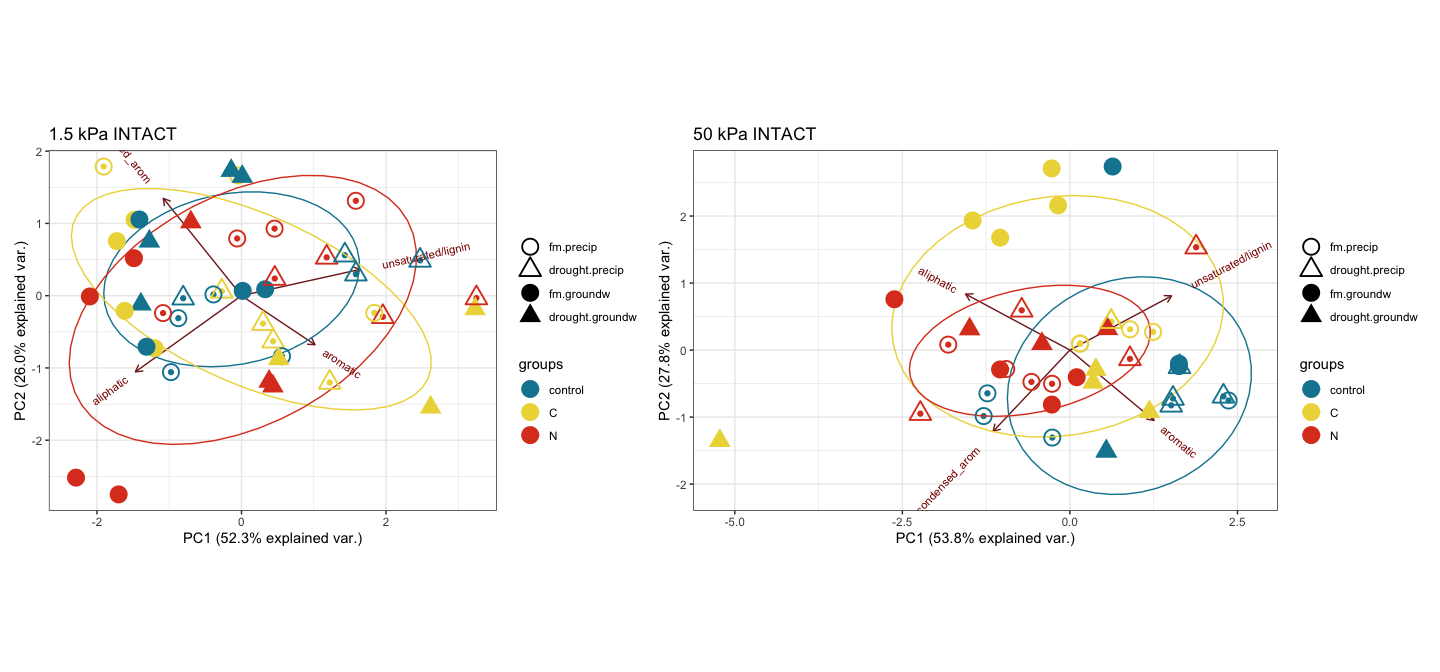 1.5 kPa INTACT
PC2 (26.0% explained var.)
2
1
0
-1
-2
-2
0
2
PC1 (52.3% explained var.)
d_arom
unsaturated/lignin
aromatic
aliphatic
fm.precip
drought.precip
fm.groundw
drought.groundw
groups
control
C
N
50 kPa INTACT
PC2 (27.8% explained var.)
2
1
0
-1
-2
-5.0
-2.5
0.0
2.5
PC1 (53.8% explained var.)
aliphatic
unsaturated/lignin
aromatic
condensed_arom
fm.precip
drought.precip
fm.groundw
drought.groundw
groups
control
C
N